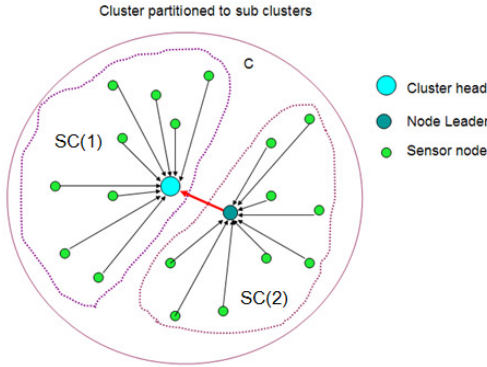 Cluster partitioned to sub clusters
C
Cluster head
Node Leader
SC(1)
Sensor node
SC(2)